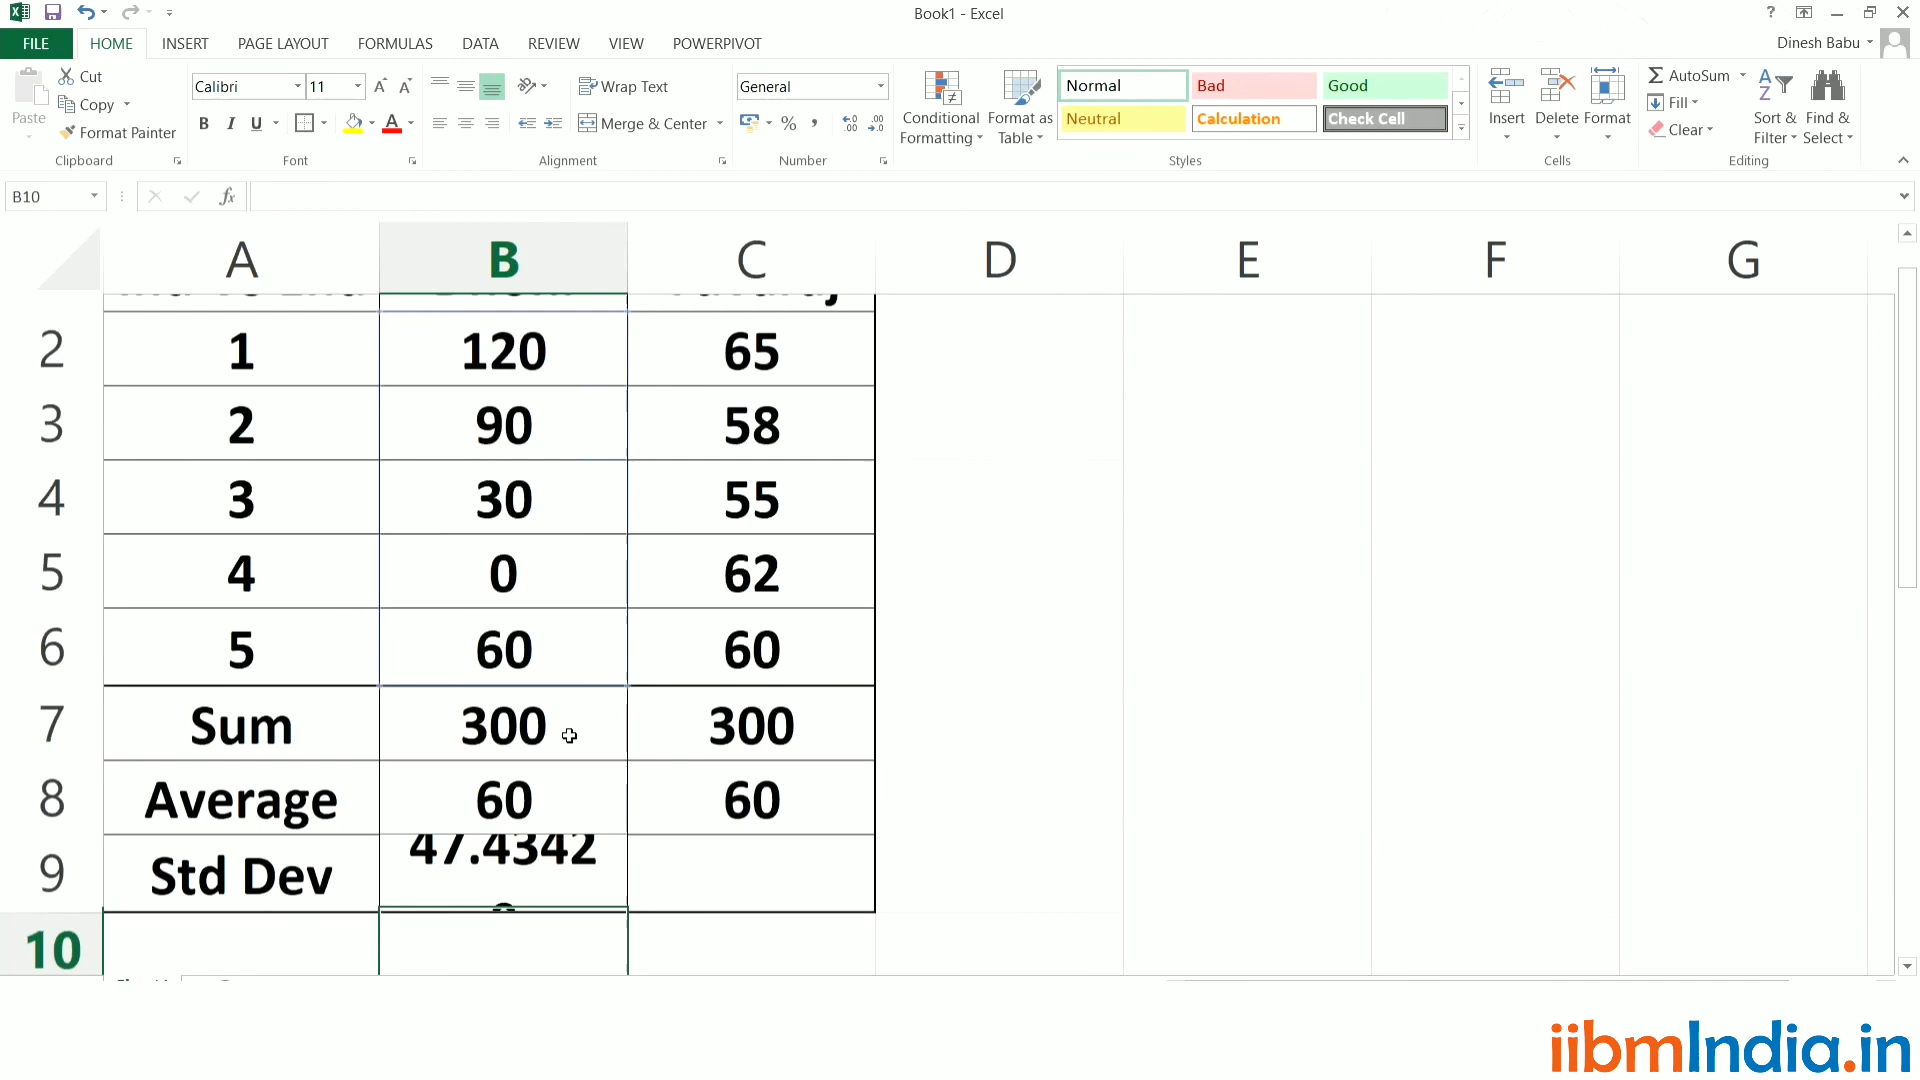 Book1 - Excel
?
FILE HOME INSERT PAGE LAYOUT FORMULAS DATA REVIEW VIEW POWERPIVOT Dinesh Babu
Paste
Cut
Copy
Format Painter
Clipboard
Calibri 11
B I U
Font
Wrap Text
Merge & Center
Alignment
General
%
Number
Conditional Formatting
Format as Table
Normal Bad Good
Neutral Calculation Check Cell
Styles
Insert Delete Format
Cells
AutoSum
Fill
Clear
Sort & Filter
Find & Select
Editing
B10 fx
A B C D E F G
2 1 120 65
3 2 90 58
4 3 30 55
5 4 0 62
6 5 60 60
7 Sum 300 300
8 Average 60 60
9 Std Dev 47.4342
10
iibmIndia.in